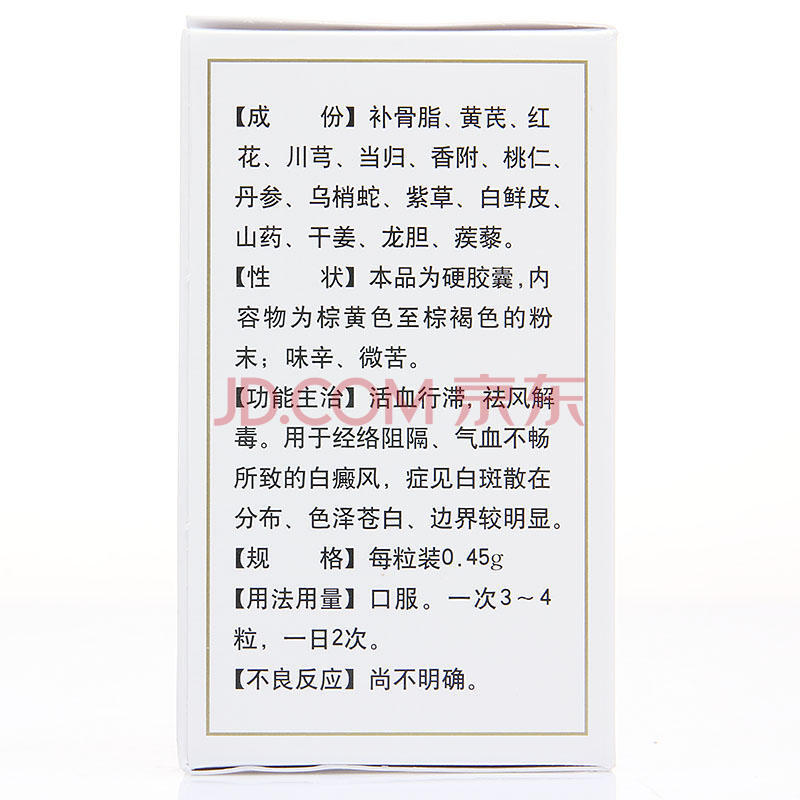 【成　　份】补骨脂、黄芪、红
花、川芎、当归、香附、桃仁、
丹参、乌梢蛇、紫草、白鲜皮、
山药、干姜、龙胆、蒺藜。
【性　　状】本品为硬胶囊,内
容物为棕黄色至棕褐色的粉
末；味辛、微苦。
【功能主治】活血行滞,祛风解
JD.COM 京东
毒。用于经络阻隔、气血不畅
所致的白癜风，症见白斑散在
分布、色泽苍白、边界较明显。
【规　　格】每粒装0.45g
【用法用量】口服。一次3～4
粒，一日2次。
【不良反应】尚不明确。